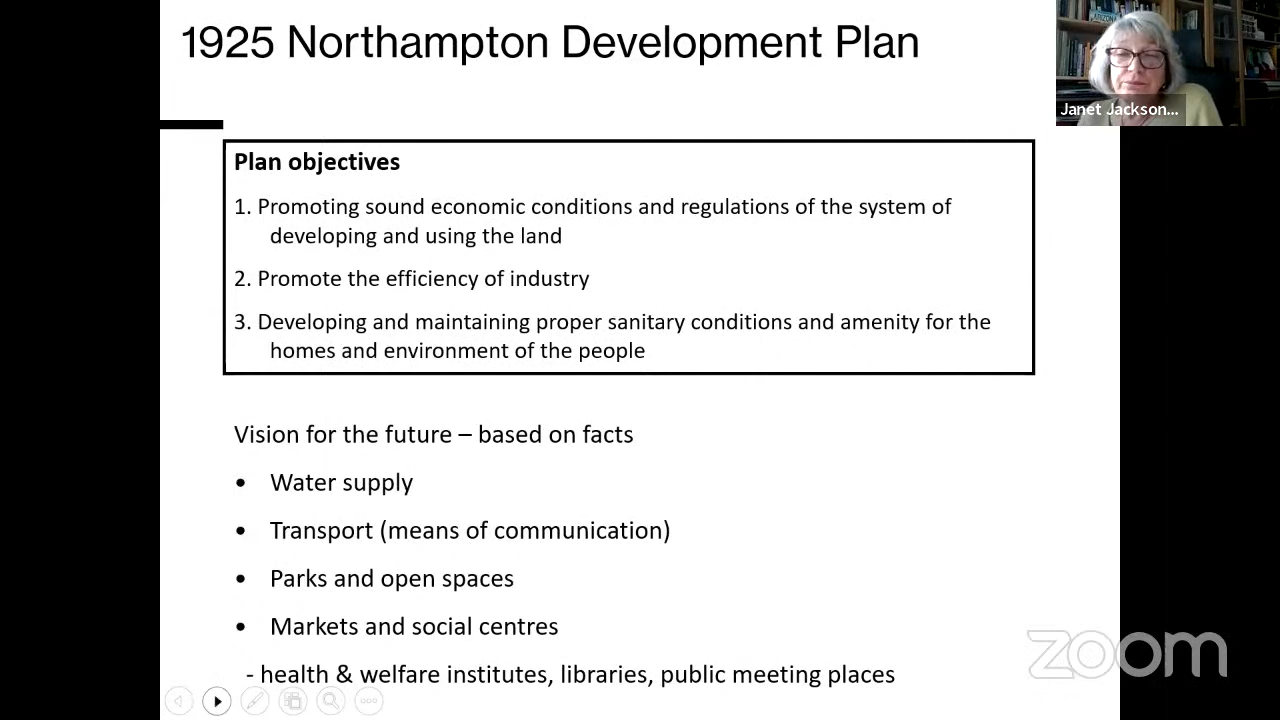 1925 Northampton Development Plan
ARIZONA
Janet Jackson...
Plan objectives
1. Promoting sound economic conditions and regulations of the system of
developing and using the land
2. Promote the efficiency of industry
3. Developing and maintaining proper sanitary conditions and amenity for the
homes and environment of the people
Vision for the future – based on facts
• Water supply
• Transport (means of communication)
• Parks and open spaces
• Markets and social centres
- health & welfare institutes, libraries, public meeting places
zoom